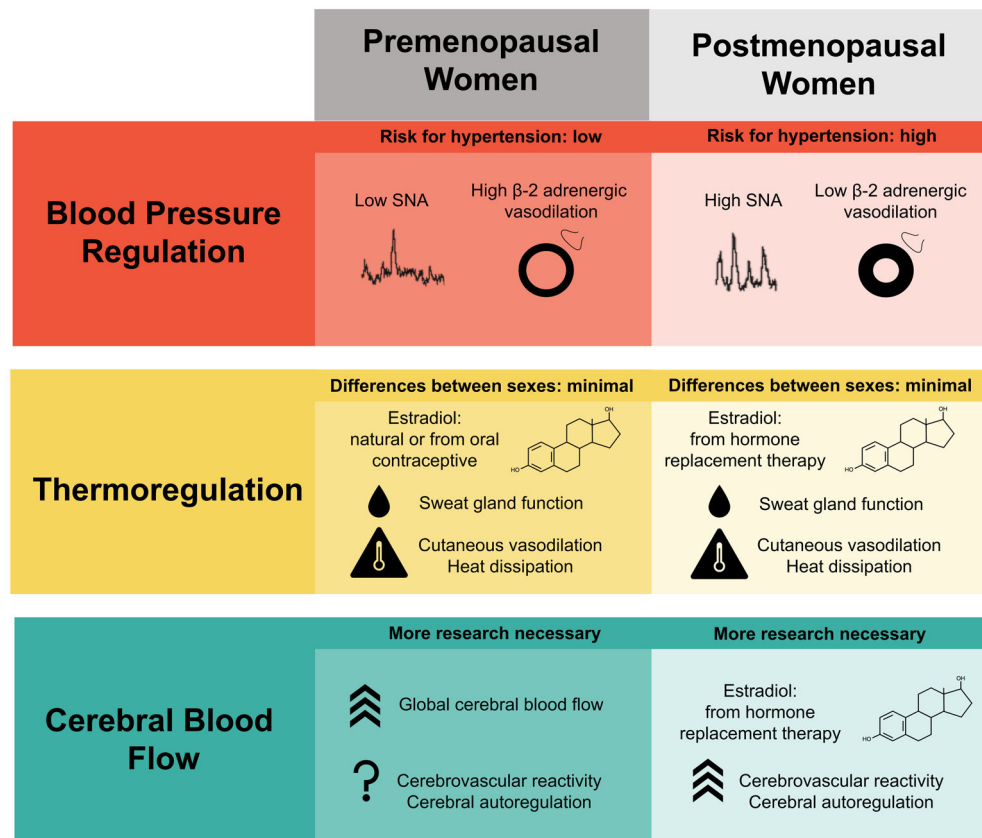 Premenopausal
Women
Postmenopausal
Women
Blood Pressure
Regulation
Risk for hypertension: low
Low SNA
High β-2 adrenergic
vasodilation
Risk for hypertension: high
High SNA
Low β-2 adrenergic
vasodilation
Thermoregulation
Differences between sexes: minimal
Estradiol:
natural or from oral
contraceptive
OH
HO
Sweat gland function
Cutaneous vasodilation
Heat dissipation
Differences between sexes: minimal
Estradiol:
from hormone
replacement therapy
OH
HO
Sweat gland function
Cutaneous vasodilation
Heat dissipation
Cerebral Blood
Flow
More research necessary
Global cerebral blood flow
?
Cerebrovascular reactivity
Cerebral autoregulation
More research necessary
Estradiol:
from hormone
replacement therapy
OH
HO
Cerebrovascular reactivity
Cerebral autoregulation